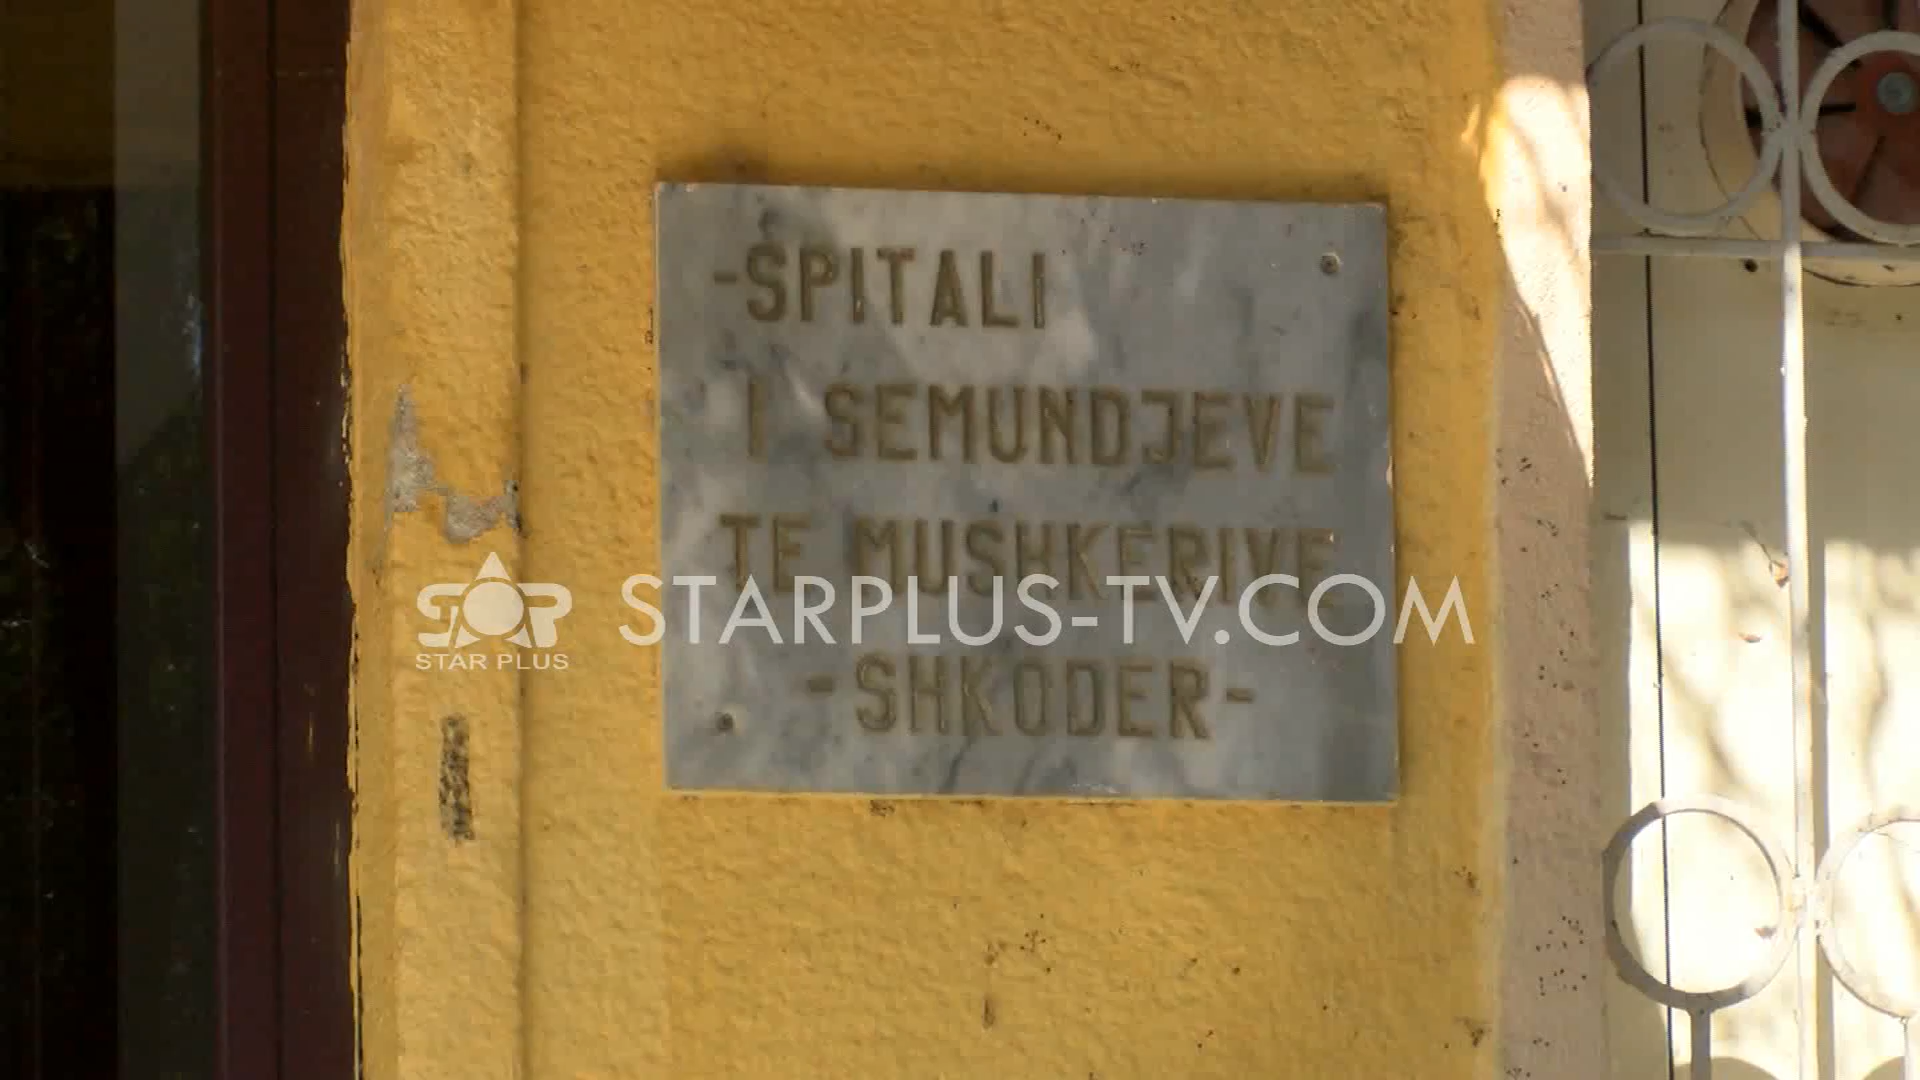 -SPITALI
I SEMUNDJEVE
TE MUSHKERIVE
STAR PLUS
STARPLUS-TV.COM
-SHKODER-